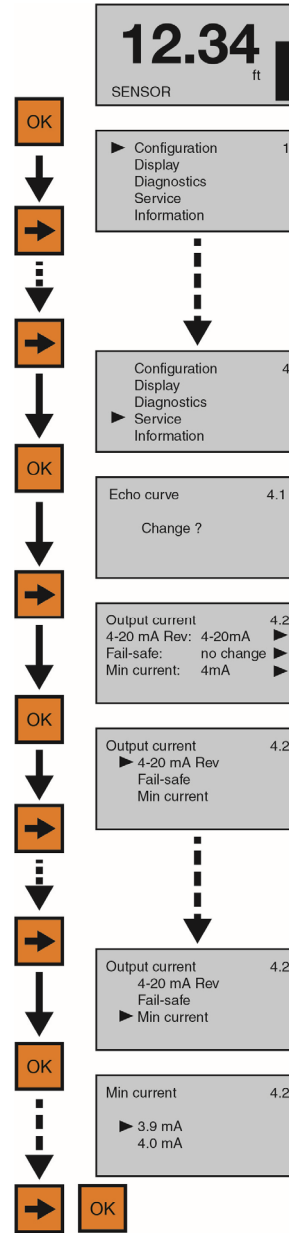 12.34
ft
SENSOR
OK
Configuration 1
Display
Diagnostics
Service
Information
Configuration 4
Display
Diagnostics
Service
Information
OK
Echo curve 4.1
Change ?
Output current 4.2
4-20 mA Rev: 4-20mA
Fail-safe: no change
Min current: 4mA
OK
Output current 4.2
4-20 mA Rev
Fail-safe
Min current
Output current 4.2
4-20 mA Rev
Fail-safe
Min current
OK
Min current 4.2
3.9 mA
4.0 mA
OK